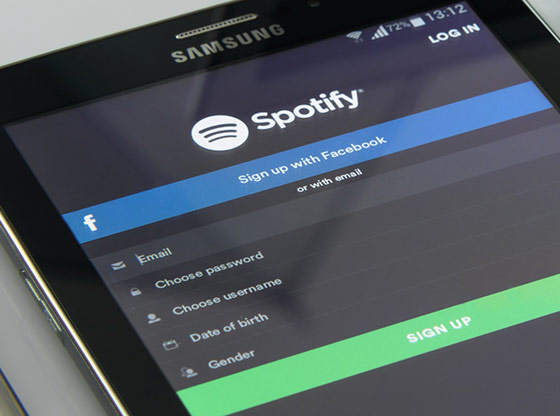 SAMSUNG
72% 13:12
LOG IN
Spotify®
Sign up with Facebook
f
or with email
Email
Choose password
Choose username
Date of birth
Gender
SIGN UP